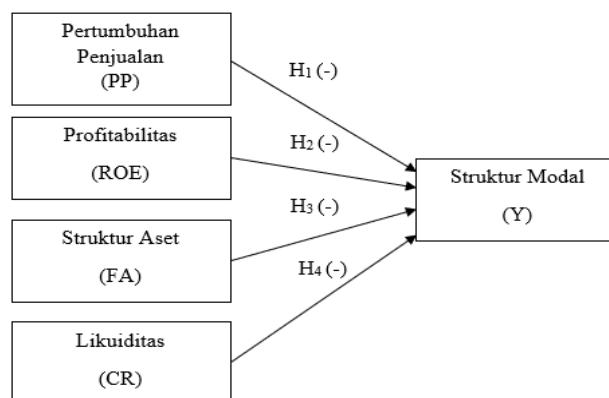 Pertumbuhan
Penjualan
(PP)
H₁ (-)
Profitabilitas
(ROE)
H₂ (-)
Struktur Modal
(Y)
Struktur Aset
(FA)
H₃ (-)
H₄ (-)
Likuiditas
(CR)